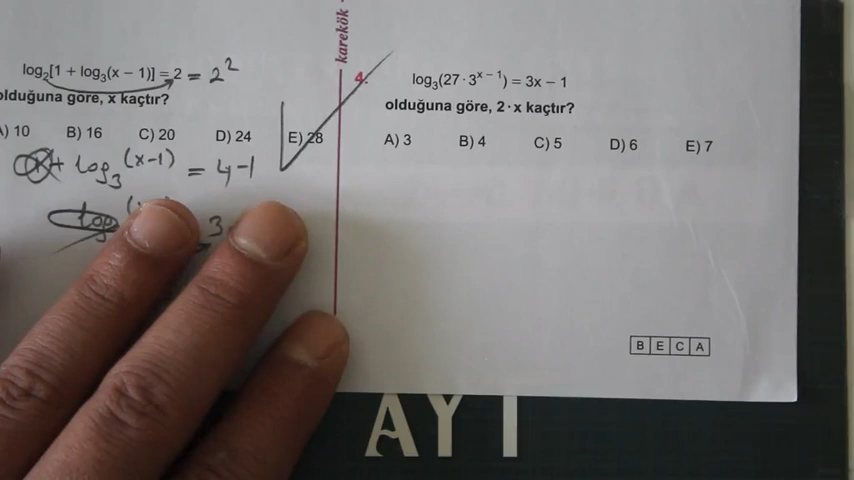 log₂[1 + log₃(x − 1)] = 2 = 2²
olduğuna göre, x kaçtır?
) 10 B) 16 C) 20 D) 24 E) 28
+ log₃(x-1) = 4-1
log 3
karekök
4.
log₃(27 · 3ˣ⁻¹) = 3x − 1
olduğuna göre, 2 · x kaçtır?
A) 3 B) 4 C) 5 D) 6 E) 7
B E C A
AYT